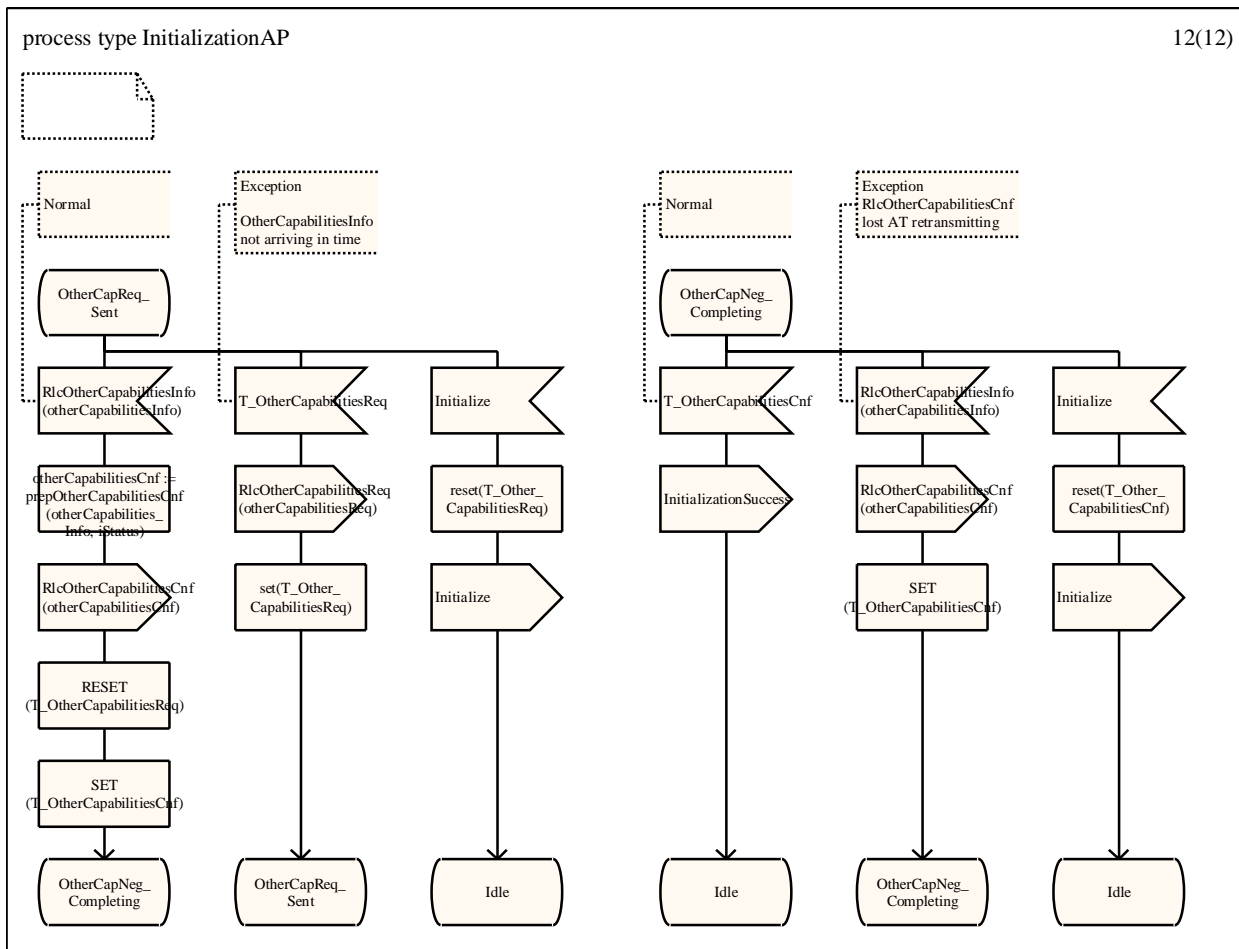 process type InitializationAP
12(12)
Normal
Exception
OtherCapabilitiesInfo
not arriving in time
Normal
Exception
RlcOtherCapabilitiesCnf
lost AT retransmitting
OtherCapReq_
Sent
OtherCapNeg_
Completing
RlcOtherCapabilitiesInfo
(otherCapabilitiesInfo)
T_OtherCapabilitiesReq
Initialize
T_OtherCapabilitiesCnf
RlcOtherCapabilitiesInfo
(otherCapabilitiesInfo)
Initialize
otherCapabilitiesCnf :=
prepOtherCapabilitiesCnf
(otherCapabilities_
Info, iStatus)
RlcOtherCapabilitiesReq
(otherCapabilitiesReq)
reset(T_Other_
CapabilitiesReq)
InitializationSuccess
RlcOtherCapabilitiesCnf
(otherCapabilitiesCnf)
reset(T_Other_
CapabilitiesCnf)
RlcOtherCapabilitiesCnf
(otherCapabilitiesCnf)
set(T_Other_
CapabilitiesReq)
Initialize
SET
(T_OtherCapabilitiesCnf)
Initialize
RESET
(T_OtherCapabilitiesReq)
SET
(T_OtherCapabilitiesCnf)
OtherCapNeg_
Completing
OtherCapReq_
Sent
Idle
Idle
OtherCapNeg_
Completing
Idle